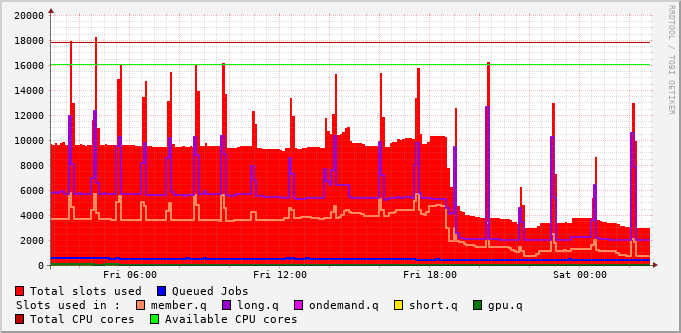 20000
18000
16000
14000
12000
10000
8000
6000
4000
2000
0
Fri 06:00 Fri 12:00 Fri 18:00 Sat 00:00
RRDTOOL / TOBI OETIKER
Total slots used Queued Jobs
Slots used in : member.q long.q ondemand.q short.q gpu.q
Total CPU cores Available CPU cores